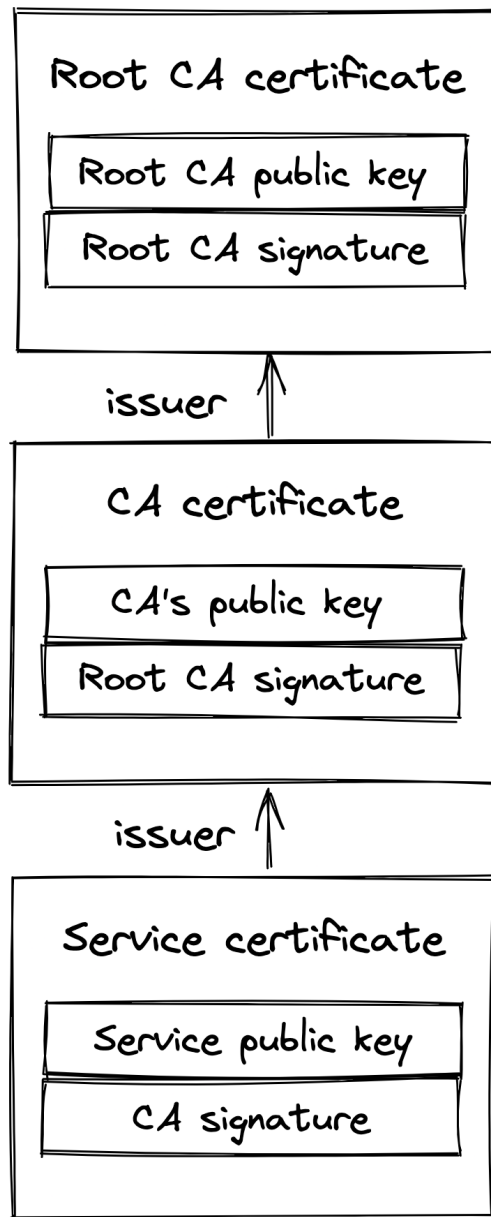 Root CA certificate
Root CA public key
Root CA signature
issuer
CA certificate
CA's public key
Root CA signature
issuer
Service certificate
Service public key
CA signature